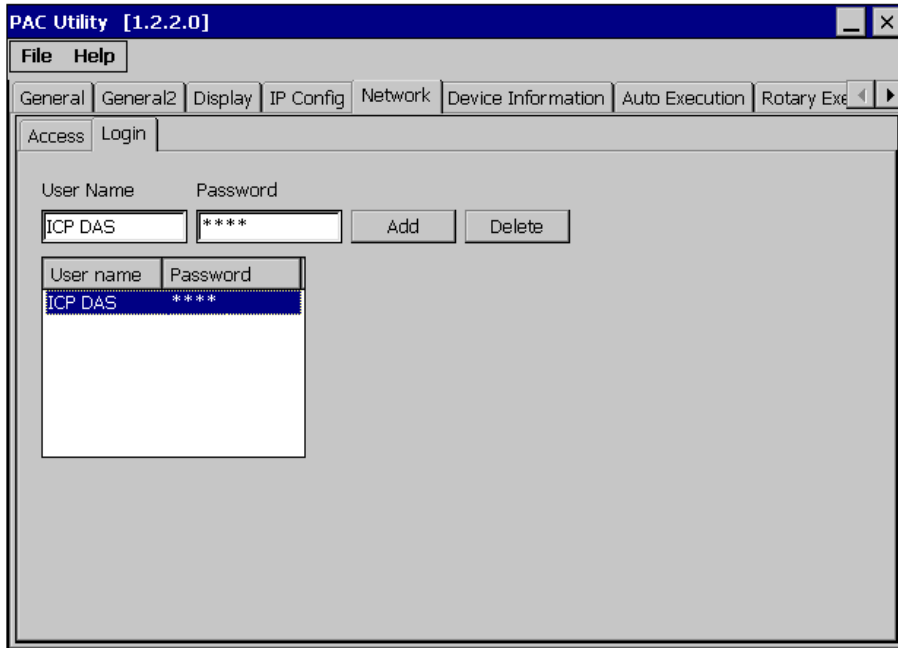 PAC Utility [1.2.2.0]
File Help
General General2 Display IP Config Network Device Information Auto Execution Rotary Exe
Access Login
User Name Password
ICP DAS **** Add Delete
User name Password
ICP DAS ****